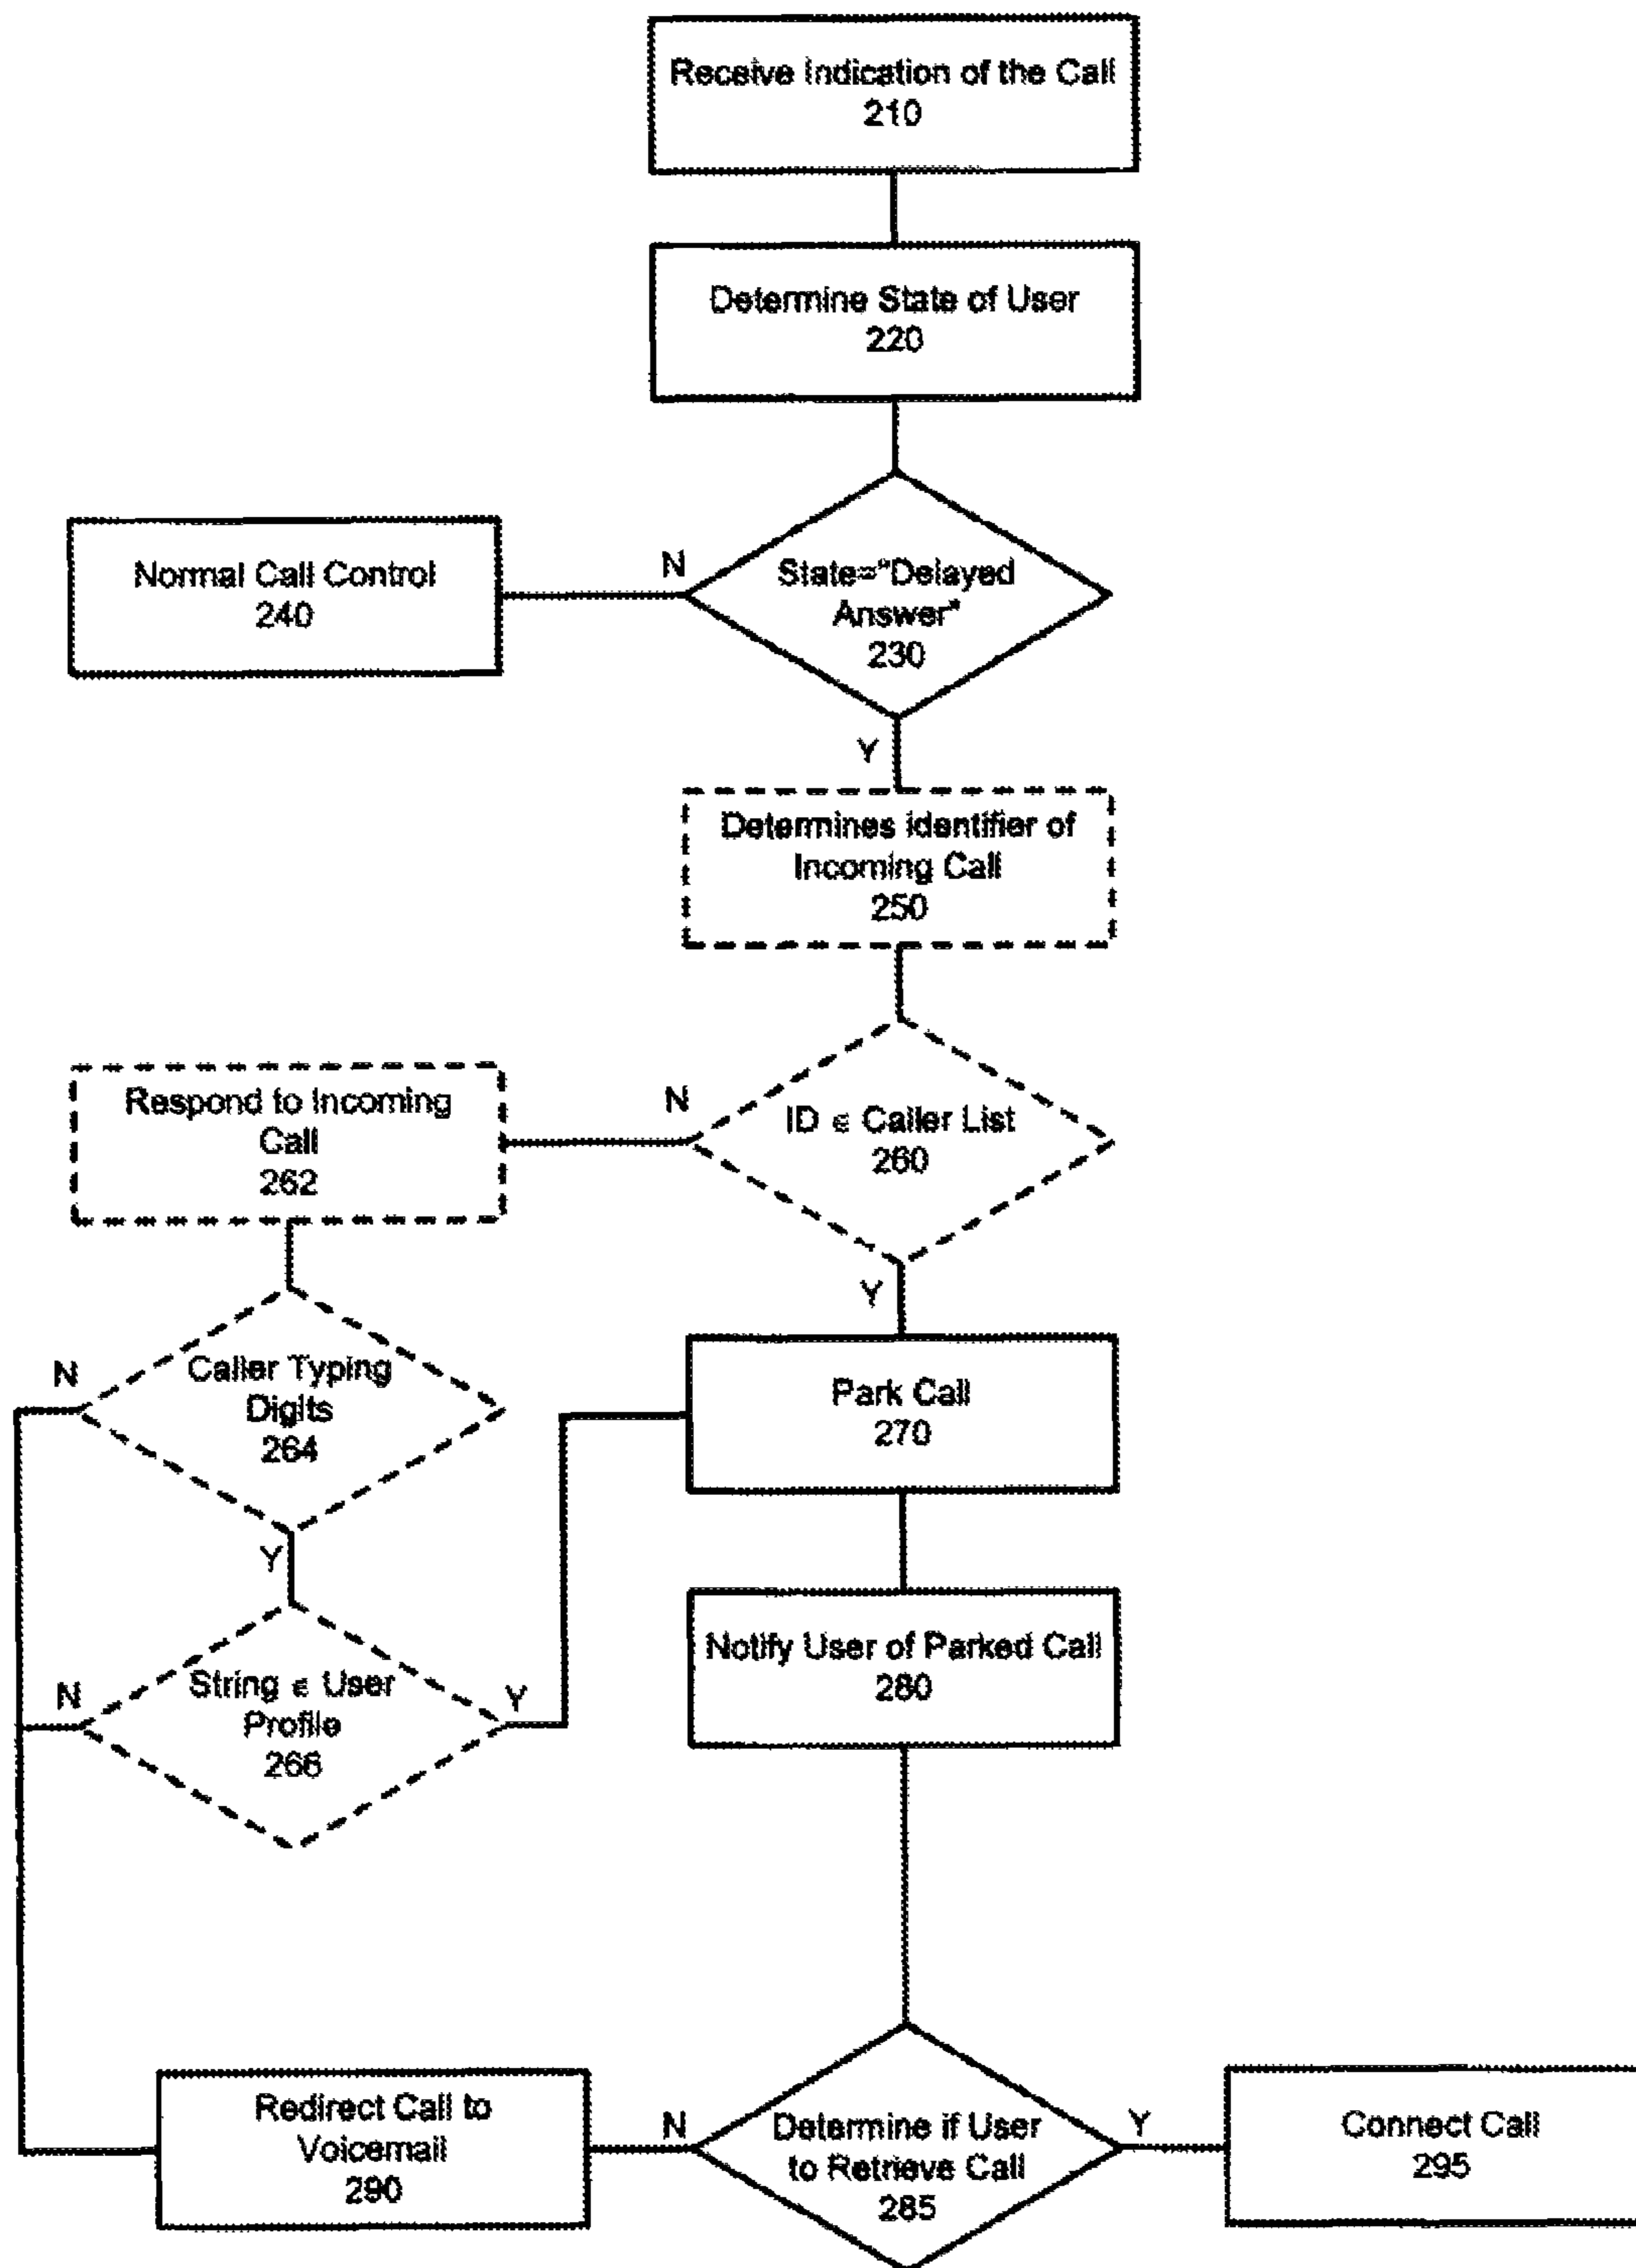 Receive Indication of the Call
210
Determine State of User
220
N
State="Delayed
Answer"
230
Normal Call Control
240
Y
Determines identifier of
Incoming Call
250
N
ID ∈ Caller List
260
Respond to Incoming
Call
262
Y
N
Caller Typing
Digits
264
Park Call
270
Y
N
String ∈ User
Profile
266
Y
Notify User of Parked Call
280
Redirect Call to
Voicemail
290
N
Determine if User
to Retrieve Call
285
Y
Connect Call
295